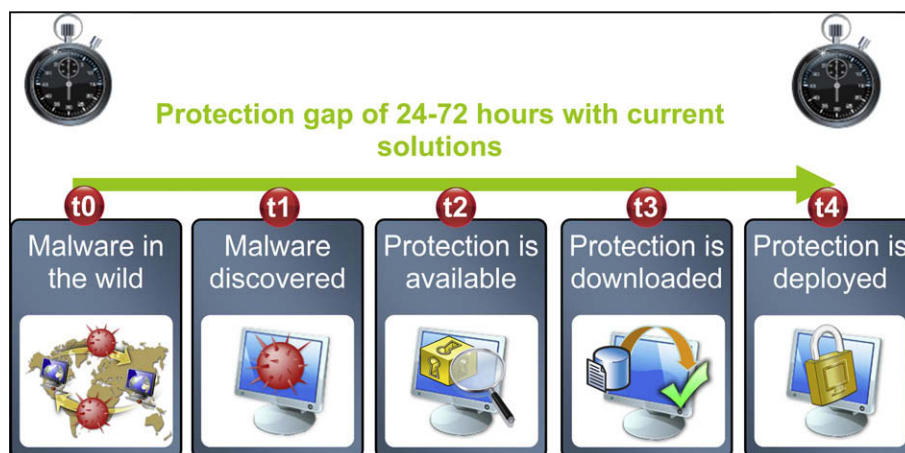 Protection gap of 24-72 hours with current
solutions
t0
t1
t2
t3
t4
Malware in
the wild
Malware
discovered
Protection is
available
Protection is
downloaded
Protection is
deployed